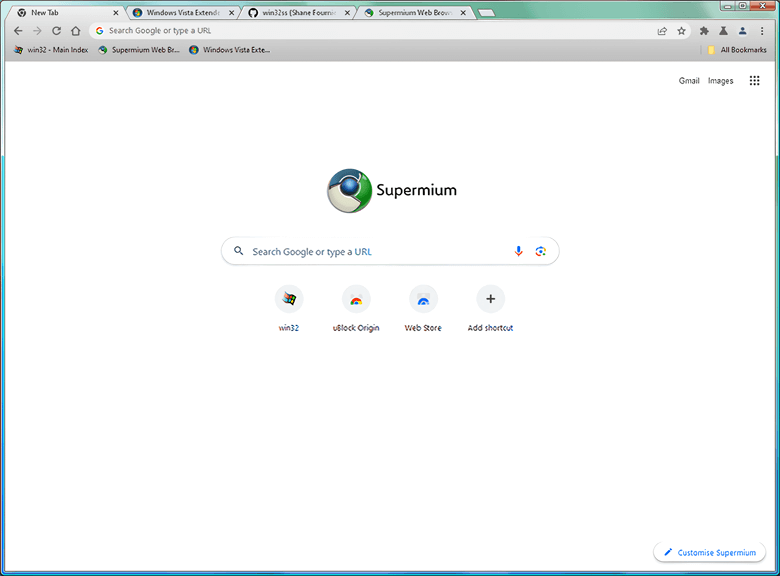 New Tab
Windows Vista Extende
win32ss (Shane Fourne
Supermium Web Brow
Search Google or type a URL
win32 - Main Index
Supermium Web Br...
Windows Vista Exte...
All Bookmarks
Gmail
Images
Supermium
Search Google or type a URL
win32
uBlock Origin
Web Store
Add shortcut
Customise Supermium